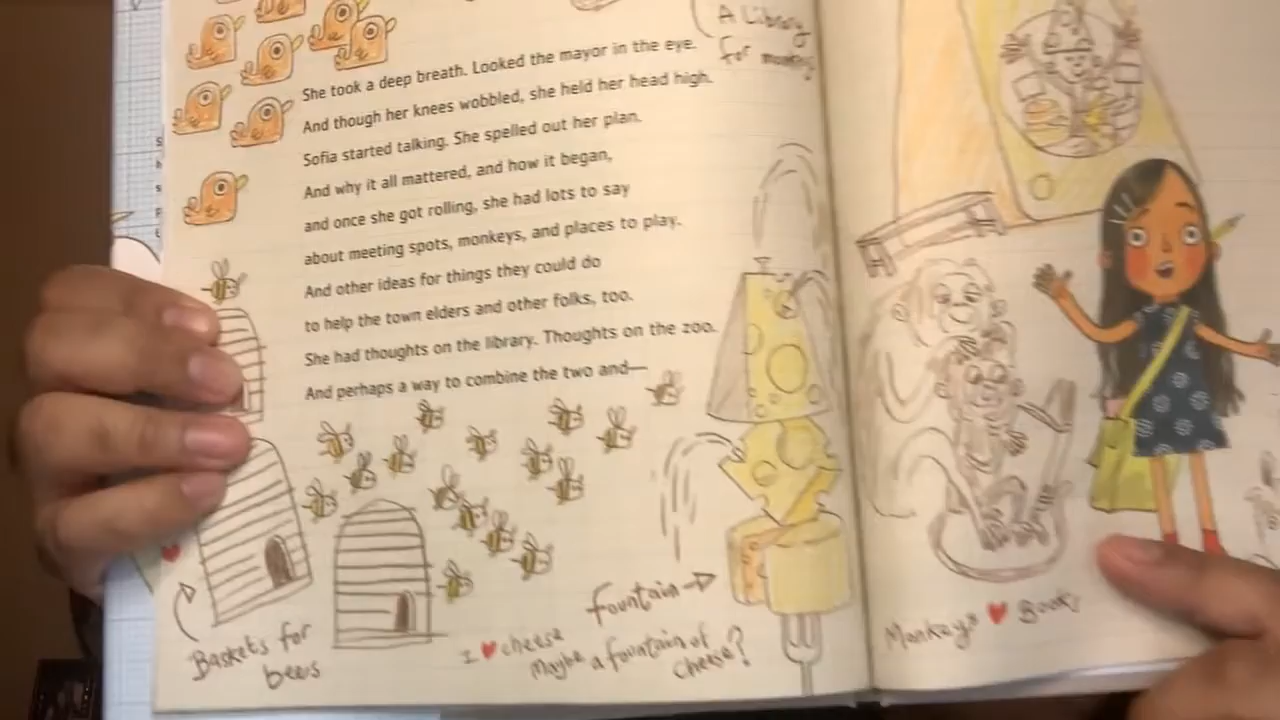 A Library
for monkeys
She took a deep breath. Looked the mayor in the eye.
And though her knees wobbled, she held her head high.
Sofia started talking. She spelled out her plan.
And why it all mattered, and how it began,
and once she got rolling, she had lots to say
about meeting spots, monkeys, and places to play.
And other ideas for things they could do
to help the town elders and other folks, too.
She had thoughts on the library. Thoughts on the zoo.
And perhaps a way to combine the two and—
Baskets for
bees
I ♥ cheese
Maybe a fountain of
cheese?
fountain →
Monkeys ♥ Books